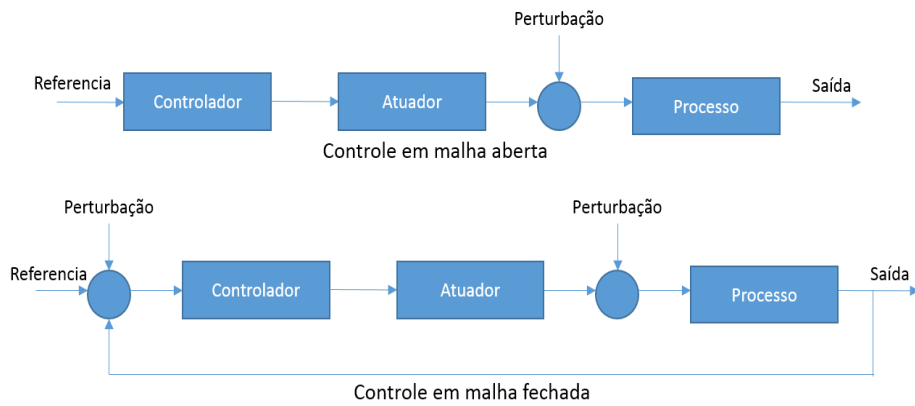 Perturbação
Referencia
Controlador
Atuador
Processo
Saída
Controle em malha aberta
Perturbação
Perturbação
Referencia
Controlador
Atuador
Processo
Saída
Controle em malha fechada